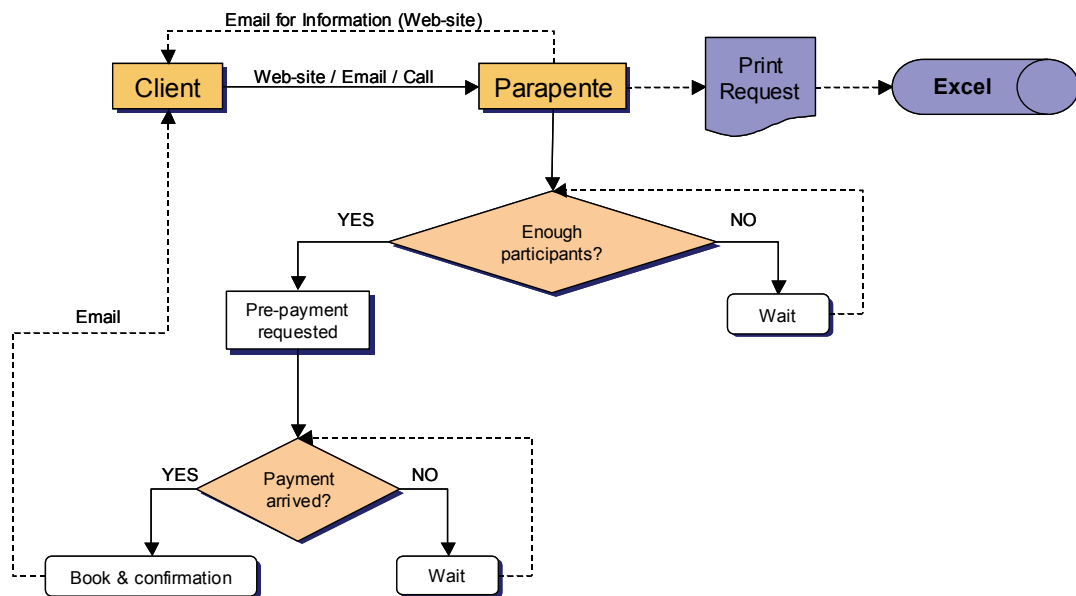 Email for Information (Web-site)
Client
Web-site / Email / Call
Parapente
Print
Request
Excel
YES
Enough
participants?
NO
Email
Pre-payment
requested
Wait
YES
Payment
arrived?
NO
Book & confirmation
Wait